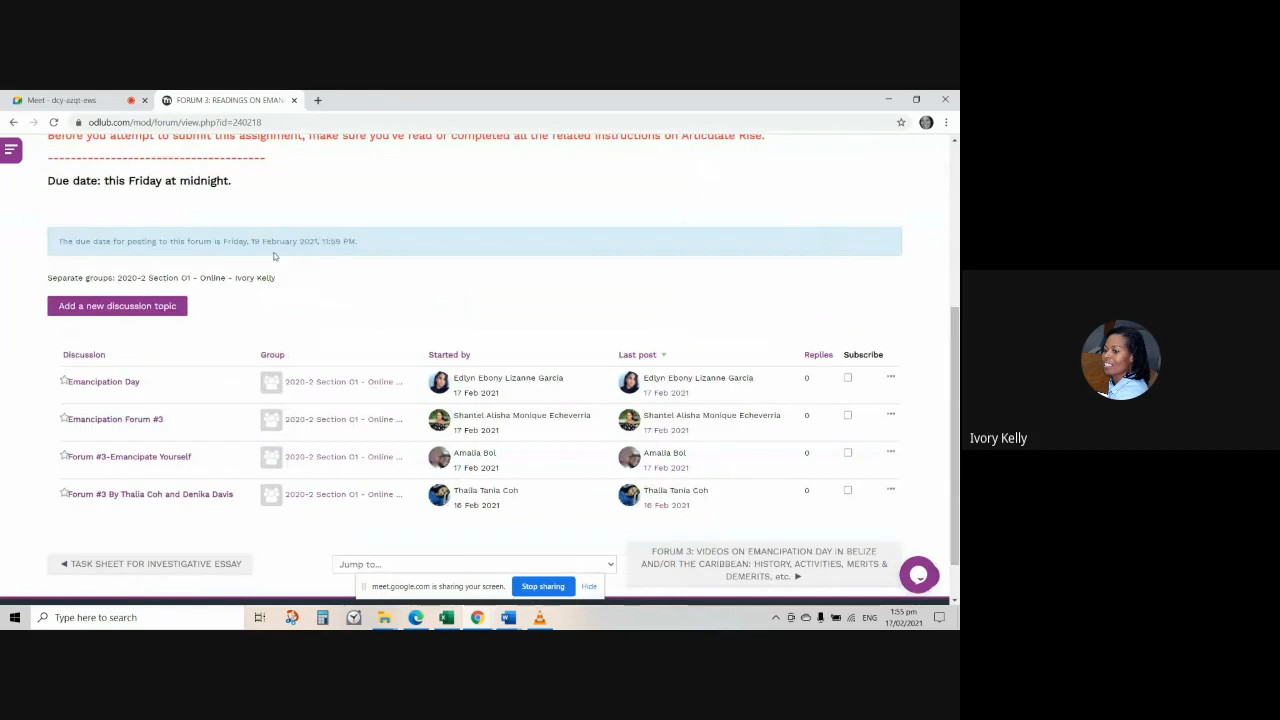 Meet - dcy-azqt-ews
FORUM 3: READINGS ON EMAN
odlub.com/mod/forum/view.php?id=240218
Before you attempt to submit this assignment, make sure you've read or completed all the related instructions on Articulate Rise.
-------------------------------------
Due date: this Friday at midnight.
The due date for posting to this forum is Friday, 19 February 2021, 11:59 PM.
Separate groups: 2020-2 Section 01 - Online - Ivory Kelly
Add a new discussion topic
Discussion Group Started by Last post Replies Subscribe
Emancipation Day 2020-2 Section 01 - Online ... Edlyn Ebony Lizanne Garcia Edlyn Ebony Lizanne Garcia 0 ...
17 Feb 2021 17 Feb 2021
Emancipation Forum #3 2020-2 Section 01 - Online ... Shantel Alisha Monique Echeverria Shantel Alisha Monique Echeverria 0 ...
17 Feb 2021 17 Feb 2021
Forum #3-Emancipate Yourself 2020-2 Section 01 - Online ... Amalia Bol Amalia Bol 0 ...
17 Feb 2021 17 Feb 2021
Forum #3 By Thalia Coh and Denika Davis 2020-2 Section 01 - Online ... Thalia Tania Coh Thalia Tania Coh 0 ...
16 Feb 2021 16 Feb 2021
◄ TASK SHEET FOR INVESTIGATIVE ESSAY
Jump to...
FORUM 3: VIDEOS ON EMANCIPATION DAY IN BELIZE
AND/OR THE CARIBBEAN: HISTORY, ACTIVITIES, MERITS &
DEMERITS, etc. ►
meet.google.com is sharing your screen. Stop sharing Hide
Type here to search
ENG
1:55 pm
17/02/2021
Ivory Kelly